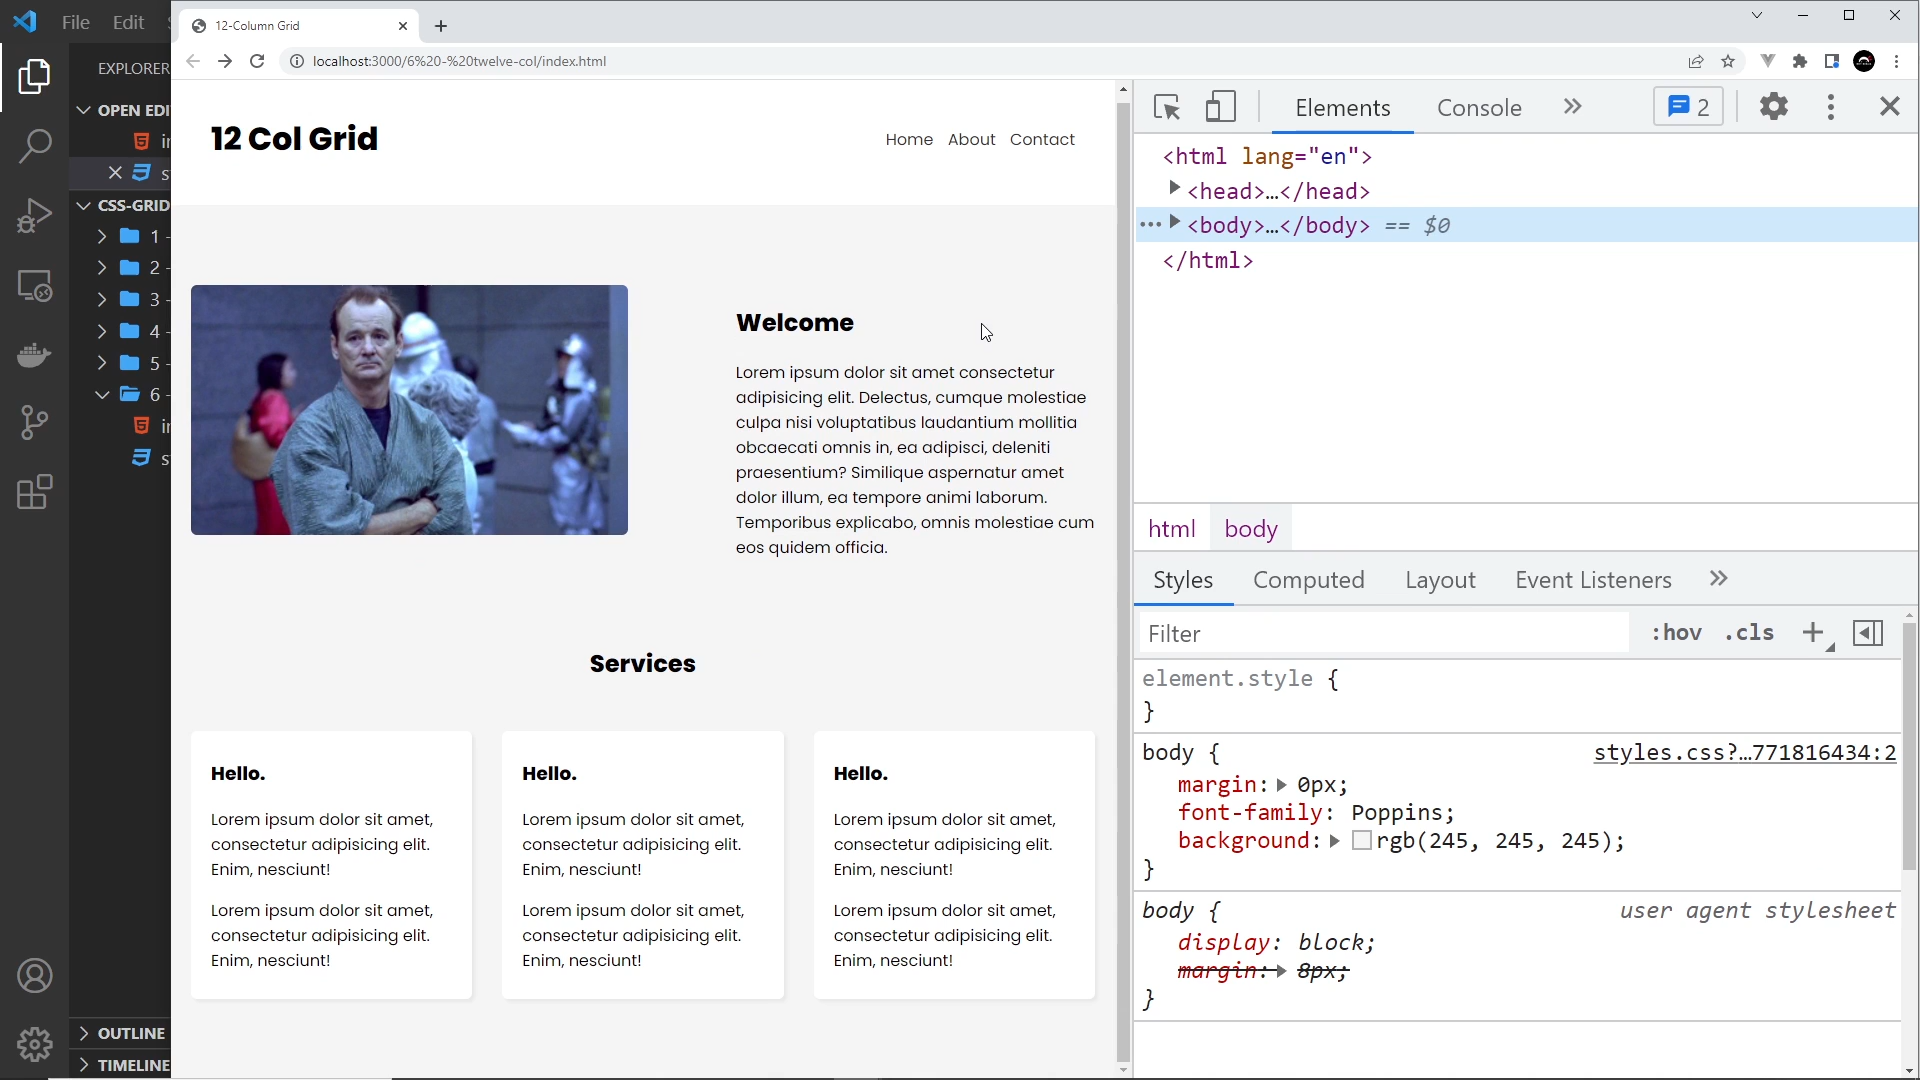 File Edit
12-Column Grid
localhost:3000/6%20-%20twelve-col/index.html
EXPLORER
OPEN EDI
CSS-GRID
1 -
2 -
3 -
4 -
5 -
6 -
OUTLINE
TIMELINE
12 Col Grid
Home About Contact
Welcome
Lorem ipsum dolor sit amet consectetur
adipisicing elit. Delectus, cumque molestiae
culpa nisi voluptatibus laudantium mollitia
obcaecati omnis in, ea adipisci, deleniti
praesentium? Similique aspernatur amet
dolor illum, ea tempore animi laborum.
Temporibus explicabo, omnis molestiae cum
eos quidem officia.
Services
Hello.
Lorem ipsum dolor sit amet,
consectetur adipisicing elit.
Enim, nesciunt!
Lorem ipsum dolor sit amet,
consectetur adipisicing elit.
Enim, nesciunt!
Hello.
Lorem ipsum dolor sit amet,
consectetur adipisicing elit.
Enim, nesciunt!
Lorem ipsum dolor sit amet,
consectetur adipisicing elit.
Enim, nesciunt!
Hello.
Lorem ipsum dolor sit amet,
consectetur adipisicing elit.
Enim, nesciunt!
Lorem ipsum dolor sit amet,
consectetur adipisicing elit.
Enim, nesciunt!
Elements Console » 2
<html lang="en">
<head>…</head>
<body>…</body> == $0
</html>
html body
Styles Computed Layout Event Listeners »
Filter :hov .cls +
element.style {
}
body { styles.css?…771816434:2
margin: 0px;
font-family: Poppins;
background: rgb(245, 245, 245);
}
body { user agent stylesheet
display: block;
margin: 8px;
}